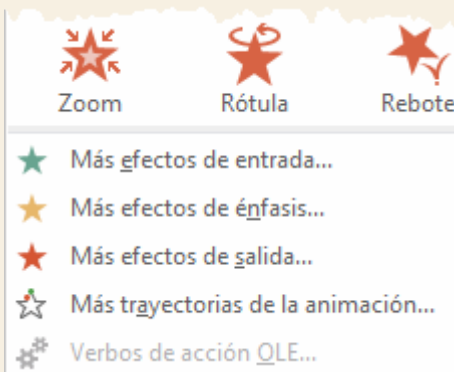 Zoom Rótula Rebote
Más efectos de entrada...
Más efectos de énfasis...
Más efectos de salida...
Más trayectorias de la animación...
Verbos de acción OLE...